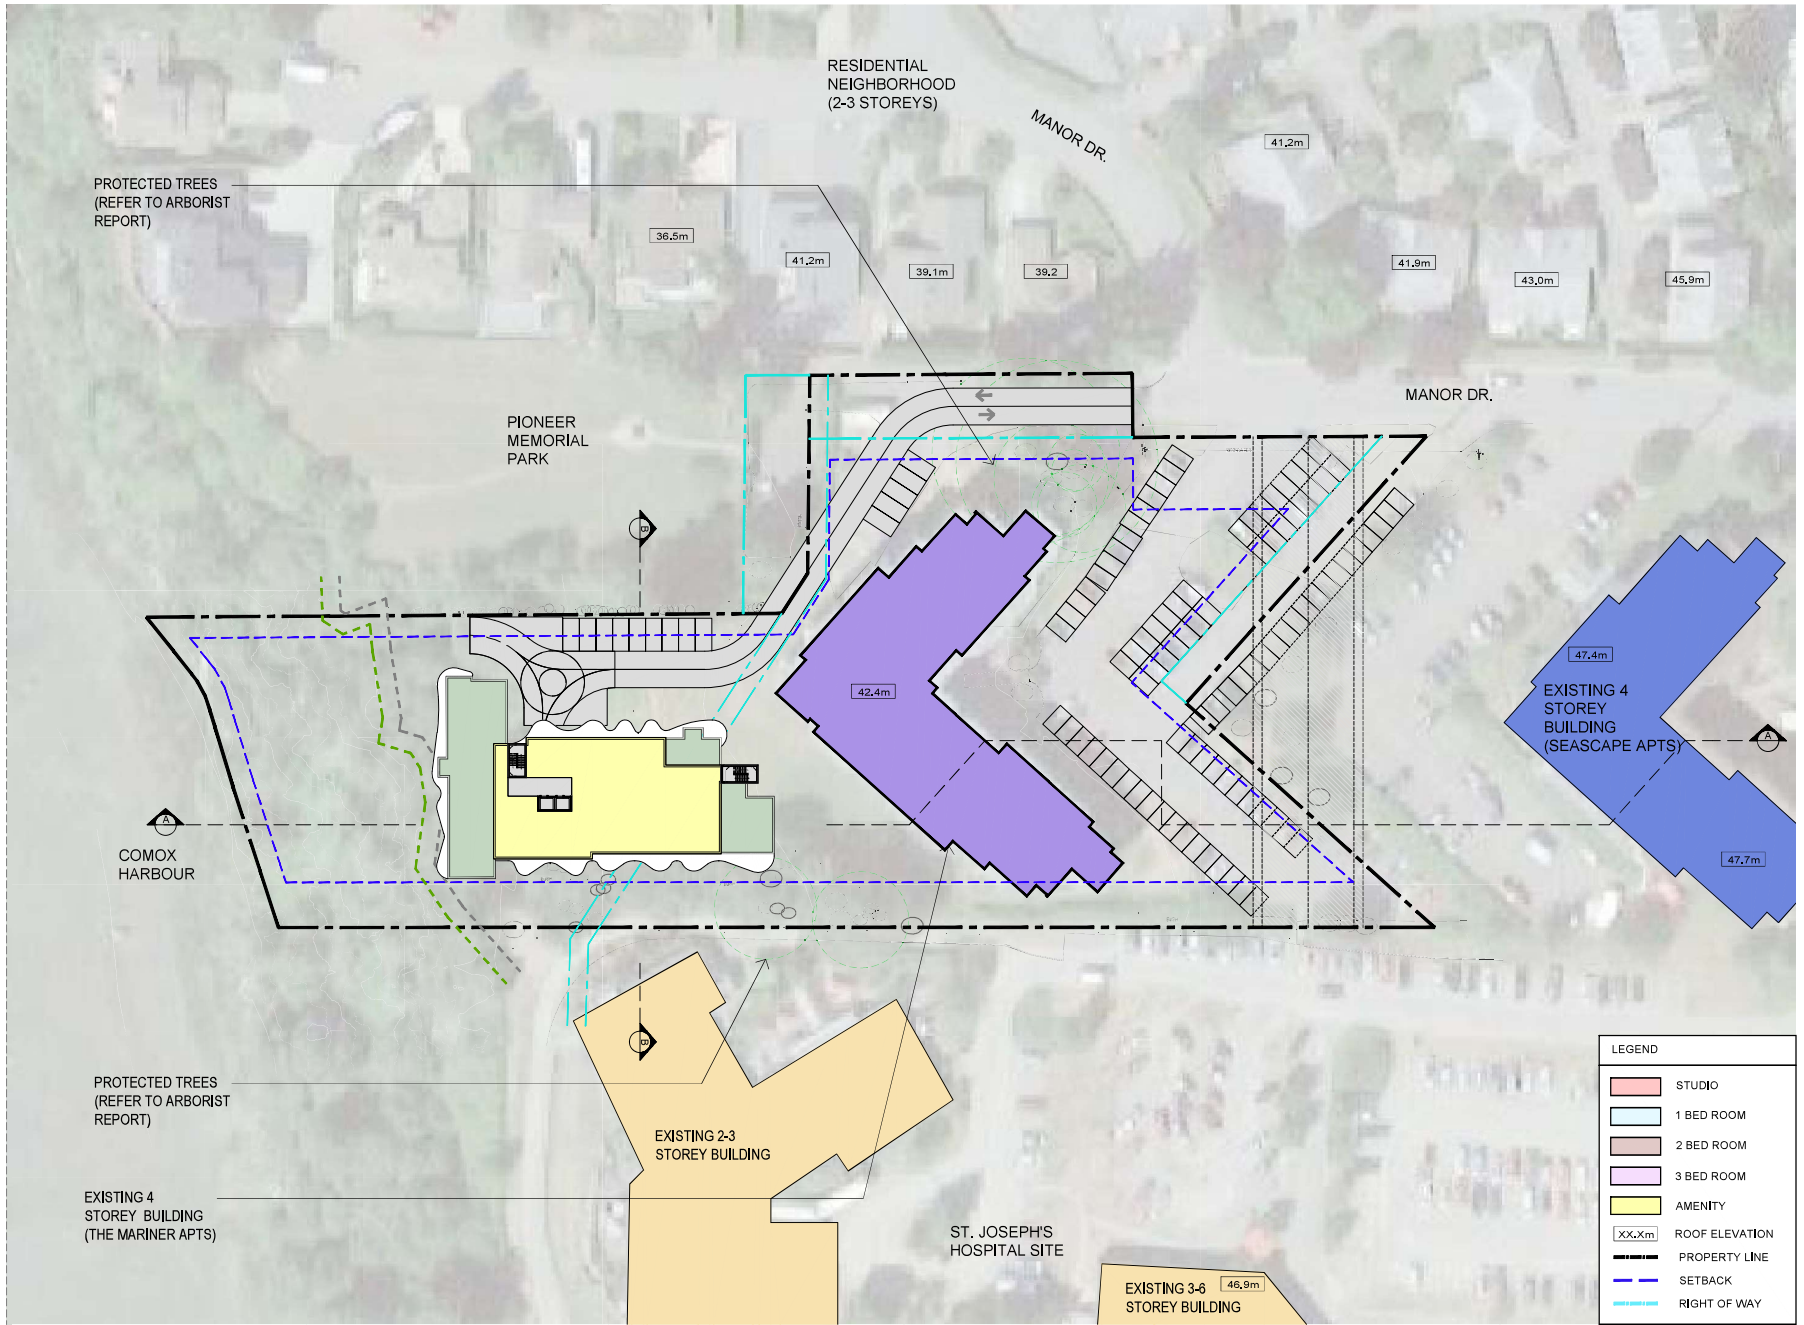 RESIDENTIAL
NEIGHBORHOOD
(2-3 STOREYS)
MANOR DR.
41.2m
PROTECTED TREES
(REFER TO ARBORIST
REPORT)
36.5m
41.2m
39.1m
39.2
41.9m
43.0m
45.9m
MANOR DR.
PIONEER
MEMORIAL
PARK
B
42.4m
47.4m
EXISTING 4
STOREY
BUILDING
(SEASCAPE APTS)
A
A
COMOX
HARBOUR
47.7m
B
PROTECTED TREES
(REFER TO ARBORIST
REPORT)
EXISTING 2-3
STOREY BUILDING
EXISTING 4
STOREY BUILDING
(THE MARINER APTS)
ST. JOSEPH'S
HOSPITAL SITE
EXISTING 3-6
STOREY BUILDING
46.9m
LEGEND
STUDIO
1 BED ROOM
2 BED ROOM
3 BED ROOM
AMENITY
XX.Xm ROOF ELEVATION
PROPERTY LINE
SETBACK
RIGHT OF WAY